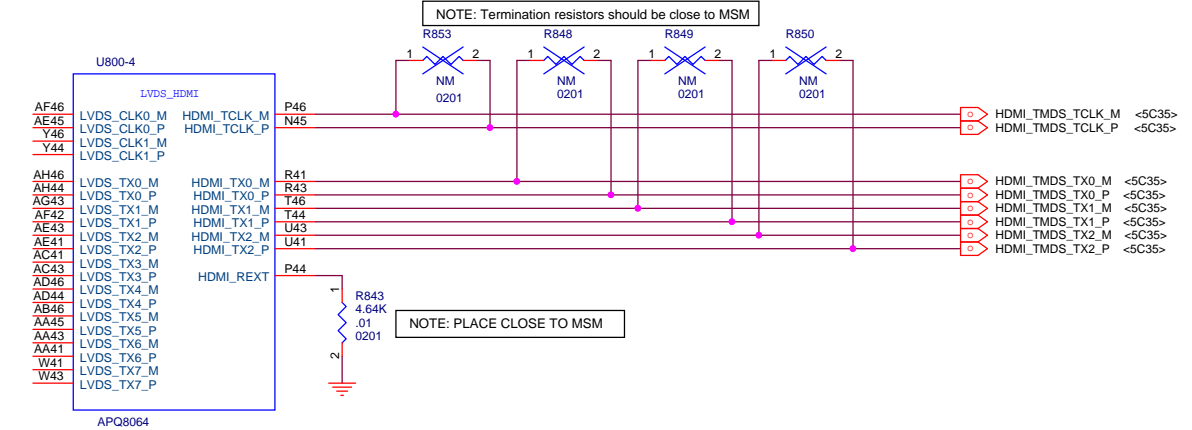 NOTE: Termination resistors should be close to MSM
R853 R848 R849 R850
1 2 1 2 1 2 1 2
NM NM NM NM
0201 0201 0201 0201
U800-4
LVDS_HDMI
AF46 LVDS_CLK0_M HDMI_TCLK_M P46 HDMI_TMDS_TCLK_M <5C35>
AE45 LVDS_CLK0_P HDMI_TCLK_P N45 HDMI_TMDS_TCLK_P <5C35>
Y46 LVDS_CLK1_M
Y44 LVDS_CLK1_P
AH46 LVDS_TX0_M HDMI_TX0_M R41 HDMI_TMDS_TX0_M <5C35>
AH44 LVDS_TX0_P HDMI_TX0_P R43 HDMI_TMDS_TX0_P <5C35>
AG43 LVDS_TX1_M HDMI_TX1_M T46 HDMI_TMDS_TX1_M <5C35>
AF42 LVDS_TX1_P HDMI_TX1_P T44 HDMI_TMDS_TX1_P <5C35>
AE43 LVDS_TX2_M HDMI_TX2_M U43 HDMI_TMDS_TX2_M <5C35>
AE41 LVDS_TX2_P HDMI_TX2_P U41 HDMI_TMDS_TX2_P <5C35>
AC41 LVDS_TX3_M
AC43 LVDS_TX3_P HDMI_REXT P44
AD46 LVDS_TX4_M
AD44 LVDS_TX4_P
AB46 LVDS_TX5_M
AA45 LVDS_TX5_P
AA43 LVDS_TX6_M
AA41 LVDS_TX6_P
W41 LVDS_TX7_M
W43 LVDS_TX7_P
1
R843
4.64K
.01
0201
2
NOTE: PLACE CLOSE TO MSM
APQ8064